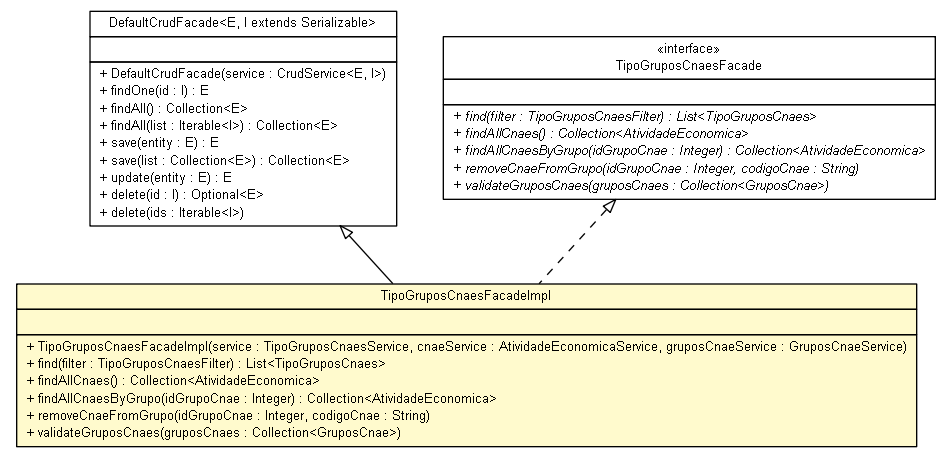 DefaultCrudFacade<E, I extends Serializable>
+ DefaultCrudFacade(service : CrudService<E, I>)
+ findOne(id : I) : E
+ findAll() : Collection<E>
+ findAll(list : Iterable<I>) : Collection<E>
+ save(entity : E) : E
+ save(list : Collection<E>) : Collection<E>
+ update(entity : E) : E
+ delete(id : I) : Optional<E>
+ delete(ids : Iterable<I>)
«interface»
TipoGruposCnaesFacade
+ find(filter : TipoGruposCnaesFilter) : List<TipoGruposCnaes>
+ findAllCnaes() : Collection<AtividadeEconomica>
+ findAllCnaesByGrupo(idGrupoCnae : Integer) : Collection<AtividadeEconomica>
+ removeCnaeFromGrupo(idGrupoCnae : Integer, codigoCnae : String)
+ validateGruposCnaes(gruposCnaes : Collection<GruposCnae>)
TipoGruposCnaesFacadeImpl
+ TipoGruposCnaesFacadeImpl(service : TipoGruposCnaesService, cnaeService : AtividadeEconomicaService, gruposCnaeService : GruposCnaeService)
+ find(filter : TipoGruposCnaesFilter) : List<TipoGruposCnaes>
+ findAllCnaes() : Collection<AtividadeEconomica>
+ findAllCnaesByGrupo(idGrupoCnae : Integer) : Collection<AtividadeEconomica>
+ removeCnaeFromGrupo(idGrupoCnae : Integer, codigoCnae : String)
+ validateGruposCnaes(gruposCnaes : Collection<GruposCnae>)